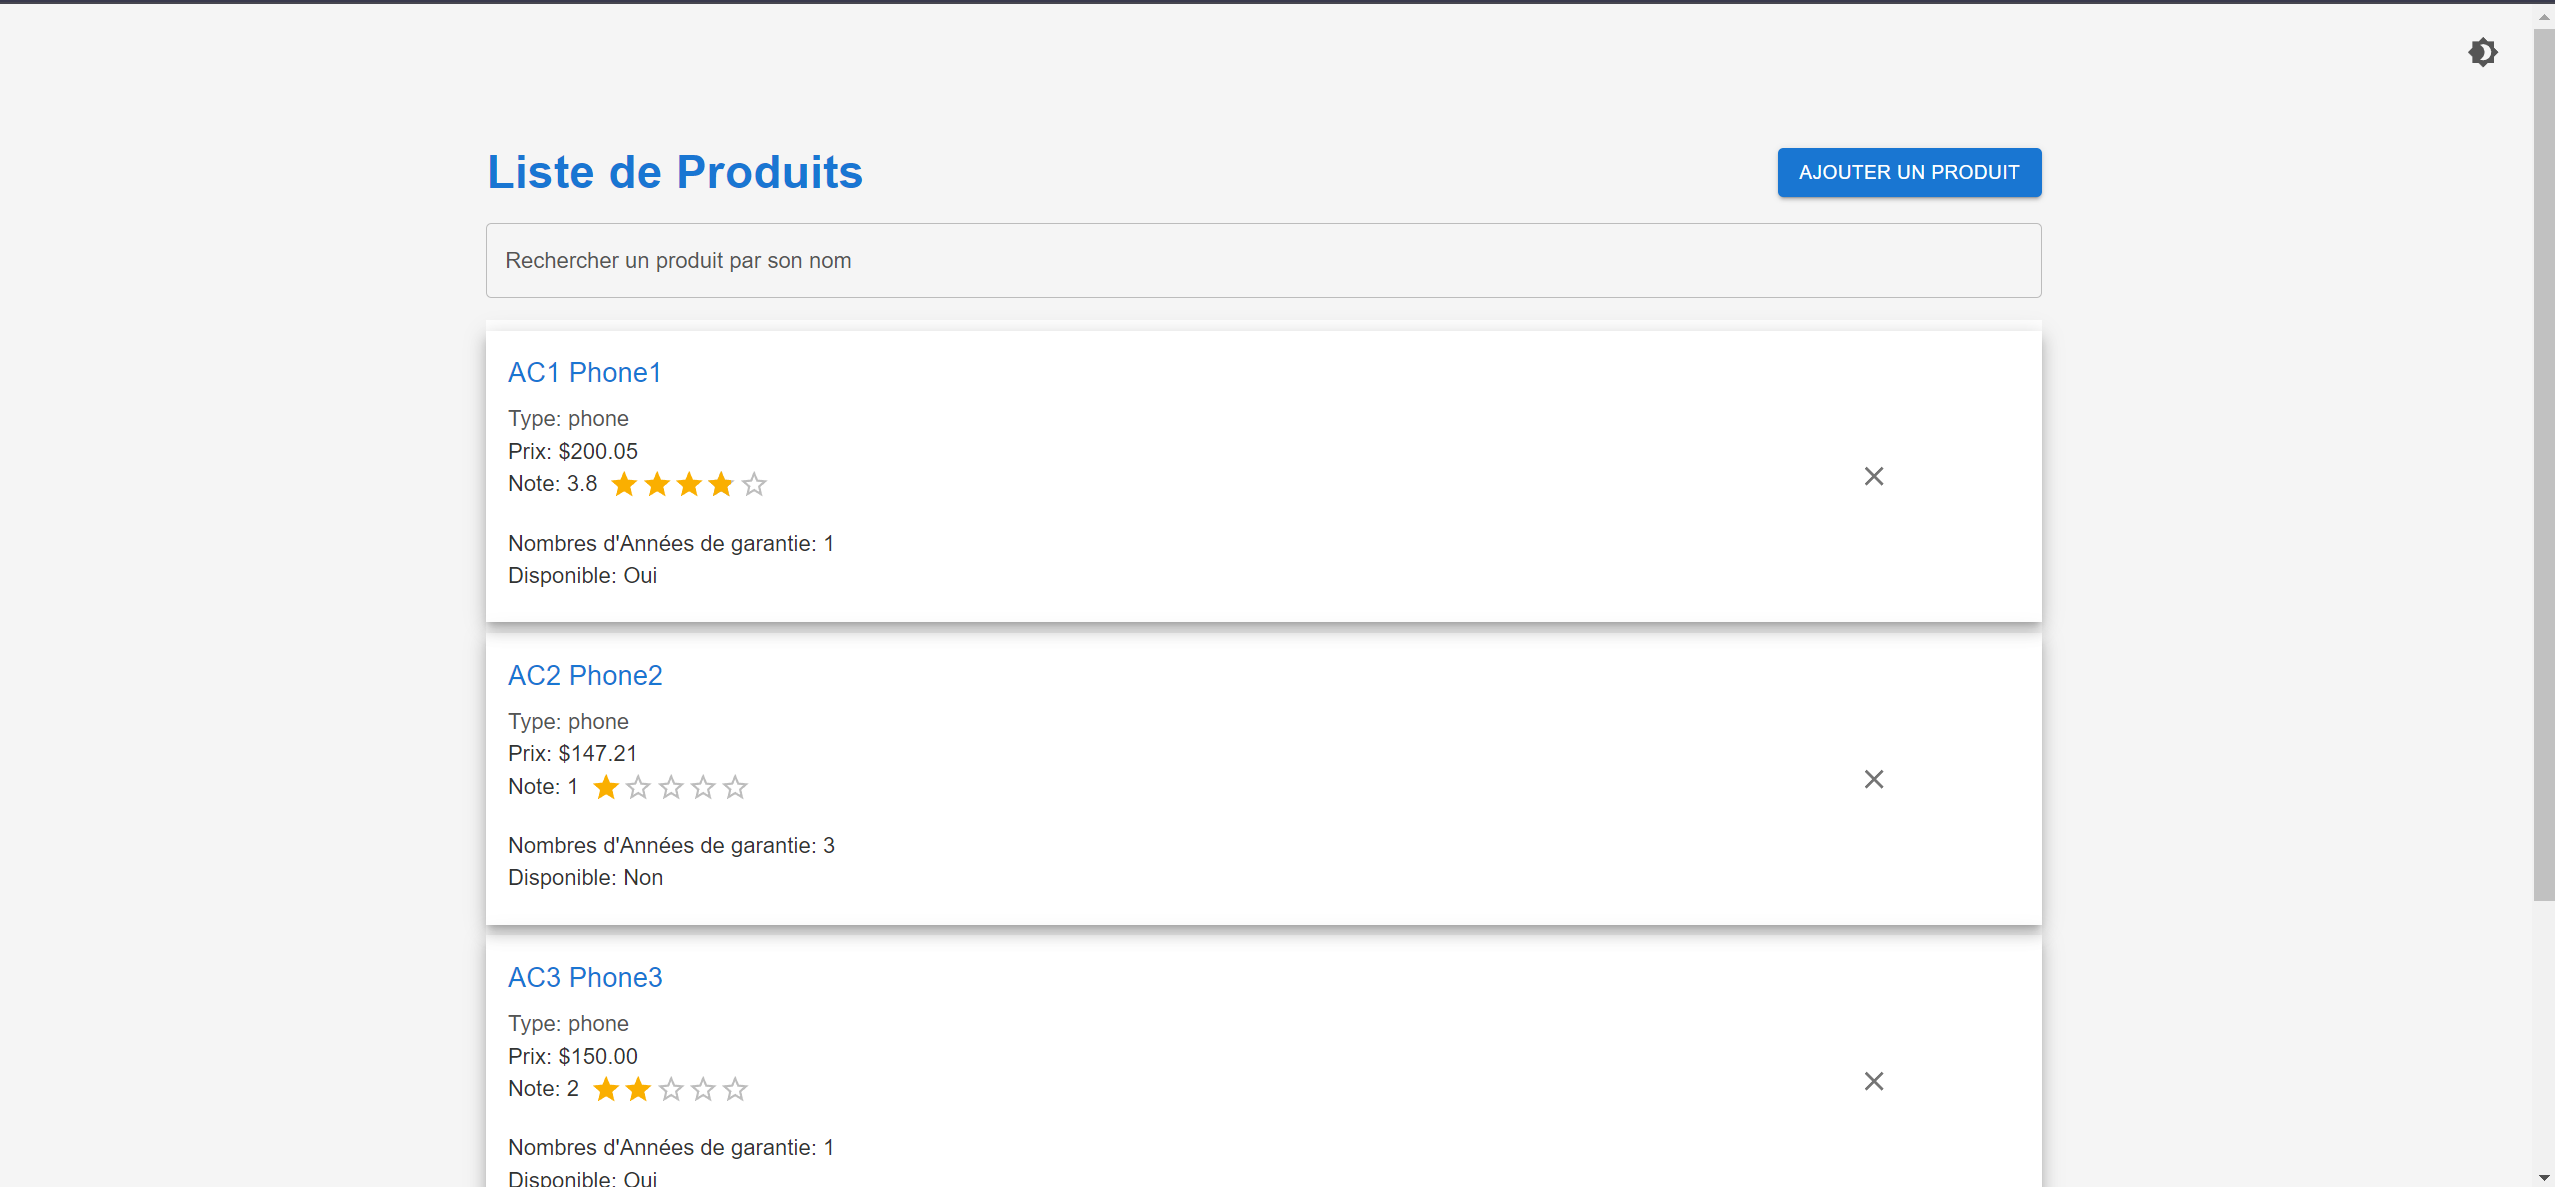 Liste de Produits
AJOUTER UN PRODUIT
Rechercher un produit par son nom
AC1 Phone1
Type: phone
Prix: $200.05
Note: 3.8
Nombres d'Années de garantie: 1
Disponible: Oui
AC2 Phone2
Type: phone
Prix: $147.21
Note: 1
Nombres d'Années de garantie: 3
Disponible: Non
AC3 Phone3
Type: phone
Prix: $150.00
Note: 2
Nombres d'Années de garantie: 1
Disponible: Oui